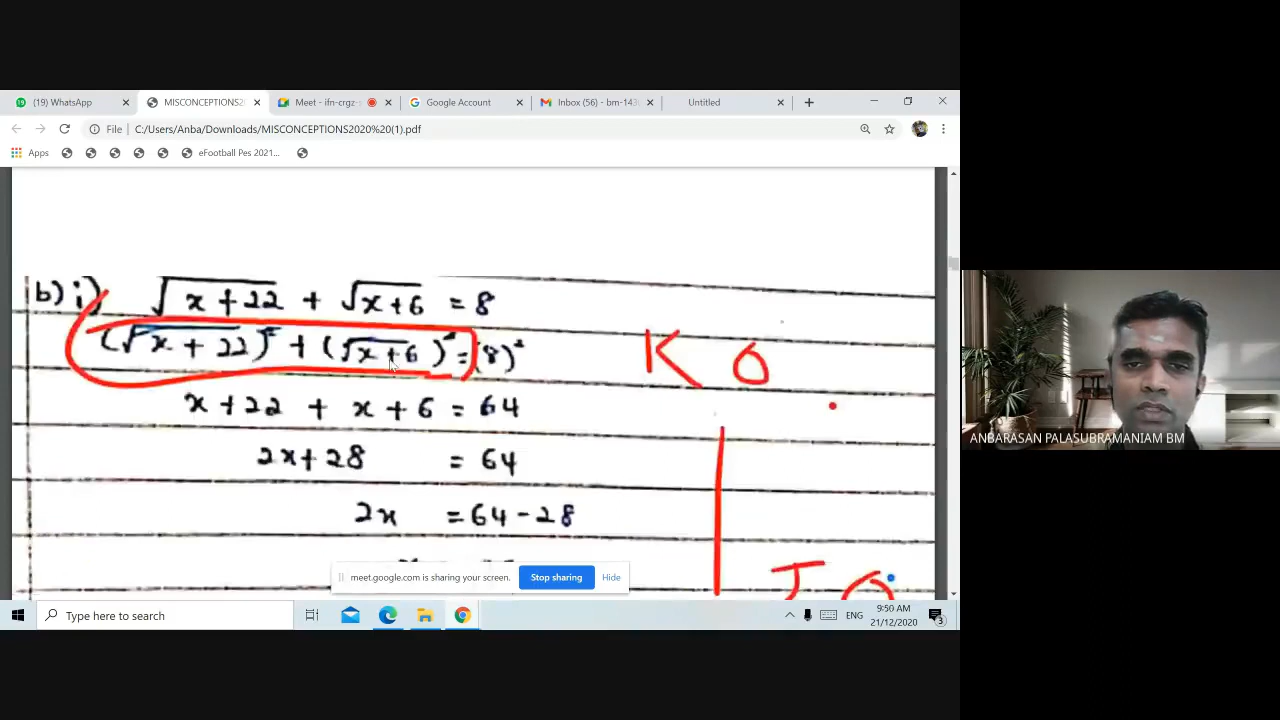 (19) WhatsApp
MISCONCEPTIONS20
Meet - ifn-crgz-s
Google Account
Inbox (56) - bm-143
Untitled
File | C:/Users/Anba/Downloads/MISCONCEPTIONS2020%20(1).pdf
Apps
eFootball Pes 2021...
b) i) √(x+22) + √(x+6) = 8
(√(x+22))² + (√(x+6))² = (8)²
K O
x+22 + x+6 = 64
2x+28 = 64
2x = 64-28
J O
meet.google.com is sharing your screen.
Stop sharing
Hide
Type here to search
ENG
9:50 AM
21/12/2020
3
ANBARASAN PALASUBRAMANIAM BM